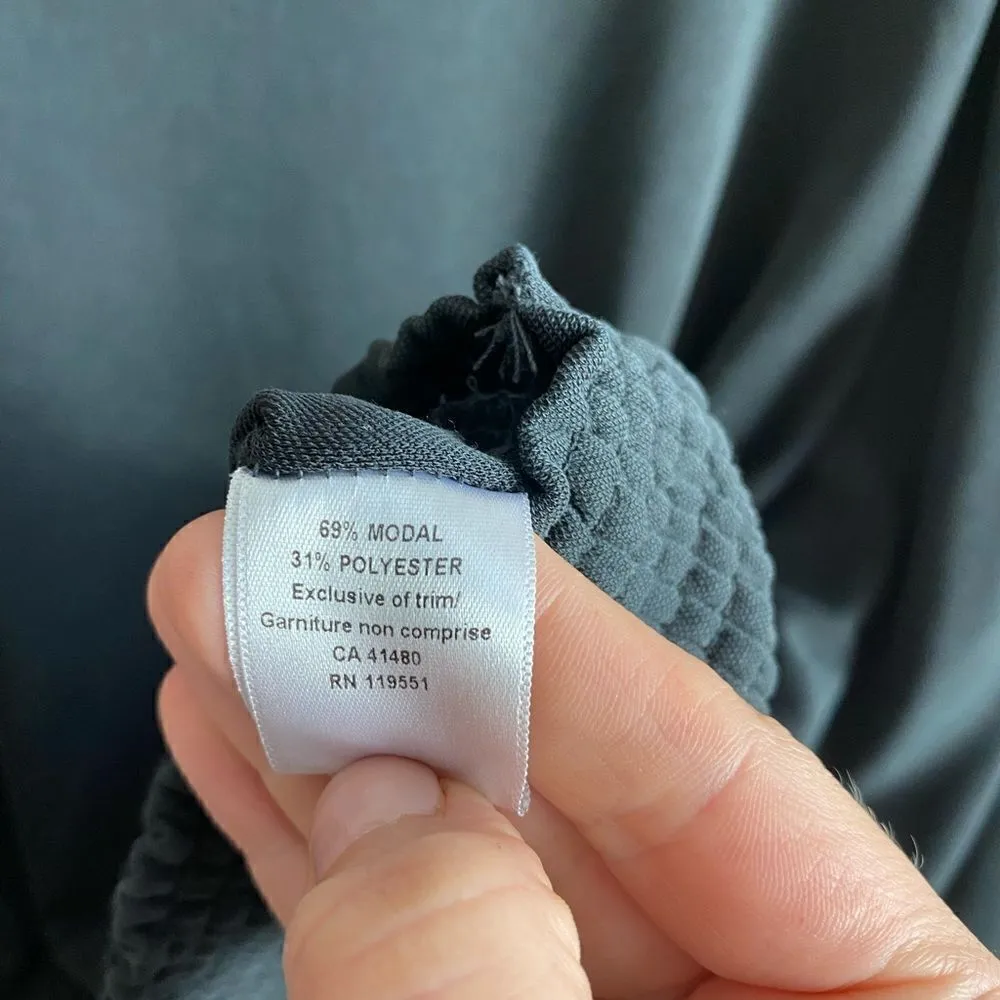 69% MODAL
31% POLYESTER
Exclusive of trim/
Garniture non comprise
CA 41480
RN 119551